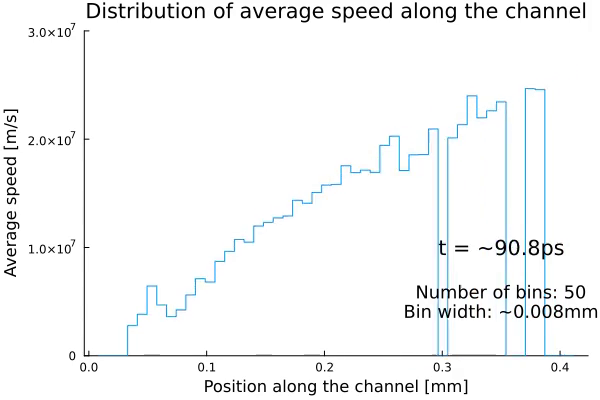 Distribution of average speed along the channel
3.0×10⁷
2.0×10⁷
1.0×10⁷
0
Average speed [m/s]
t = ~90.8ps
Number of bins: 50
Bin width: ~0.008mm
0.0 0.1 0.2 0.3 0.4
Position along the channel [mm]